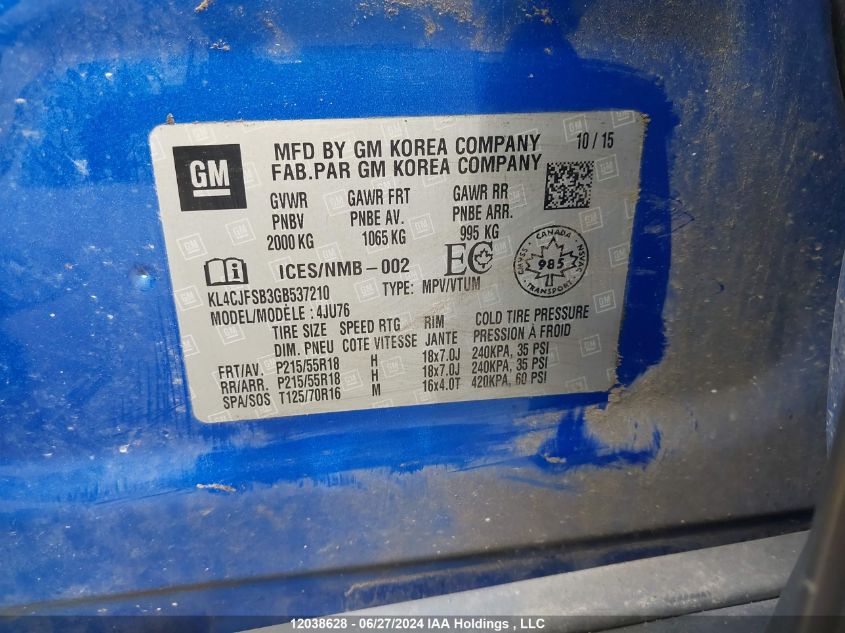 GM
MFD BY GM KOREA COMPANY 10 / 15
FAB.PAR GM KOREA COMPANY
GVWR GAWR FRT GAWR RR
PNBV PNBE AV. PNBE ARR.
2000 KG 1065 KG 995 KG
ICES/NMB-002 EC
CANADA
CMVSS 985 NSVAC
TRANSPORT
KL4CJFSB3GB537210 TYPE: MPV/VTUM
MODEL/MODÈLE : 4JU76
TIRE SIZE SPEED RTG RIM COLD TIRE PRESSURE
DIM. PNEU COTE VITESSE JANTE PRESSION À FROID
FRT/AV. P215/55R18 H 18x7.0J 240KPA, 35 PSI
RR/ARR. P215/55R18 H 18x7.0J 240KPA, 35 PSI
SPA/SOS T125/70R16 M 16x4.0T 420KPA, 60 PSI
12038628 - 06/27/2024 IAA Holdings , LLC